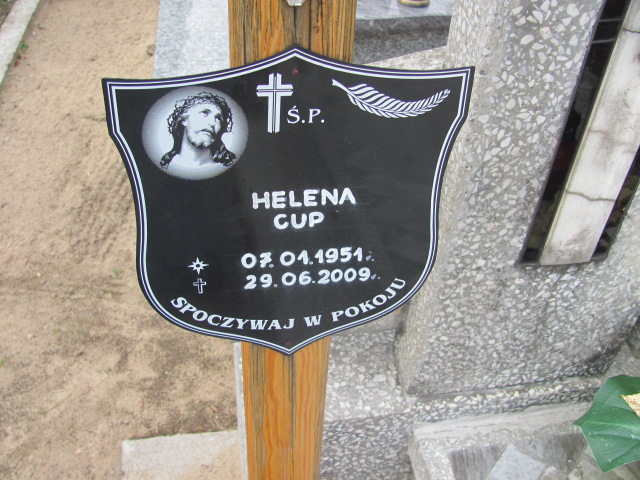 Ś.P.
HELENA
CUP
07.01.1951.
29.06.2009.
SPOCZYWAJ W POKOJU